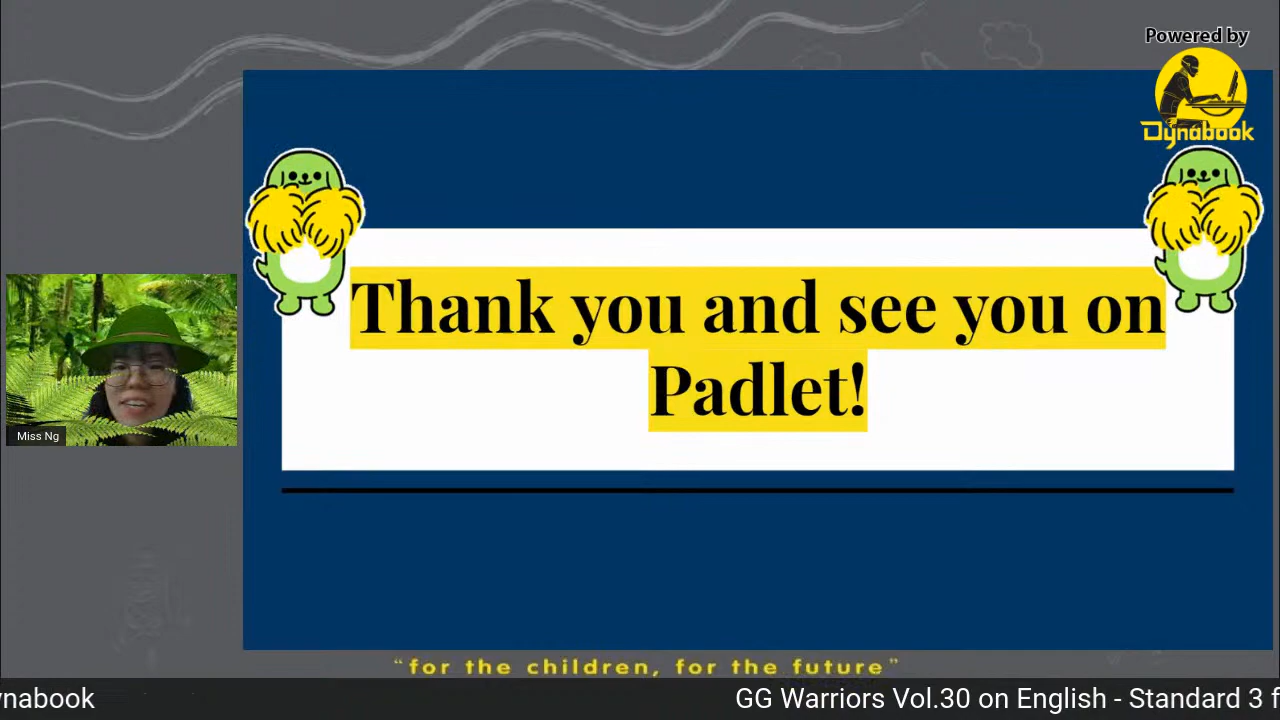 Powered by
Dynabook
Thank you and see you on
Padlet!
Miss Ng
“for the children, for the future”
ynabook
GG Warriors Vol.30 on English - Standard 3 f